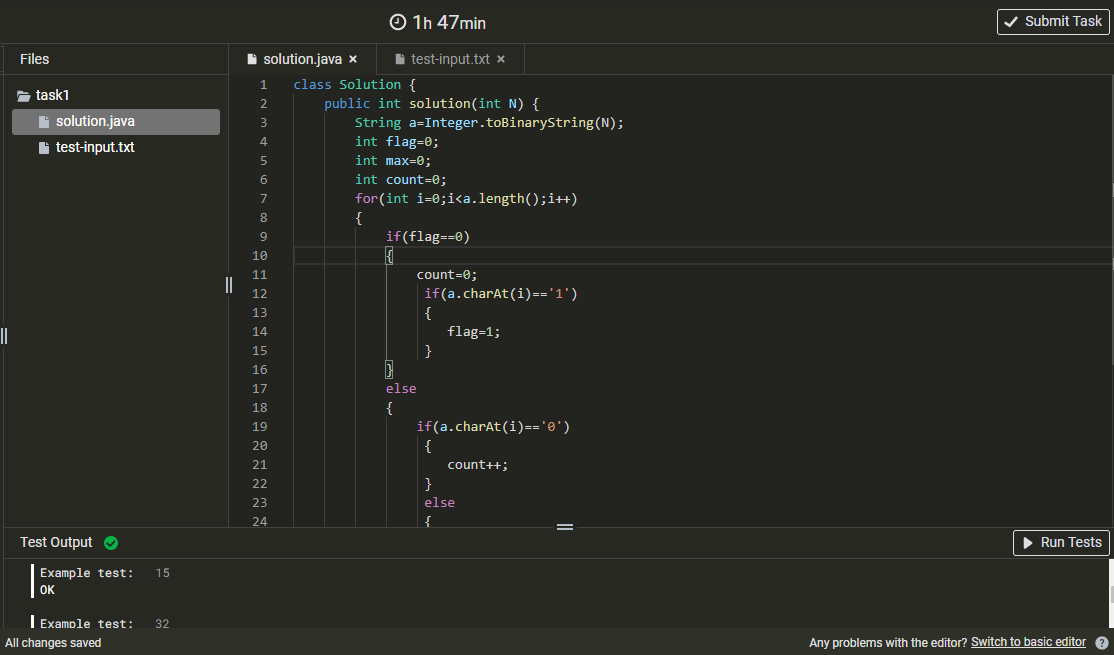 1h 47min
Submit Task
Files
solution.java ×
test-input.txt ×
task1
solution.java
test-input.txt
1 class Solution {
2 public int solution(int N) {
3 String a=Integer.toBinaryString(N);
4 int flag=0;
5 int max=0;
6 int count=0;
7 for(int i=0;i<a.length();i++)
8 {
9 if(flag==0)
10 {
11 count=0;
12 if(a.charAt(i)=='1')
13 {
14 flag=1;
15 }
16 }
17 else
18 {
19 if(a.charAt(i)=='0')
20 {
21 count++;
22 }
23 else
24 {
Test Output
Run Tests
Example test: 15
OK
Example test: 32
All changes saved
Any problems with the editor? Switch to basic editor ?